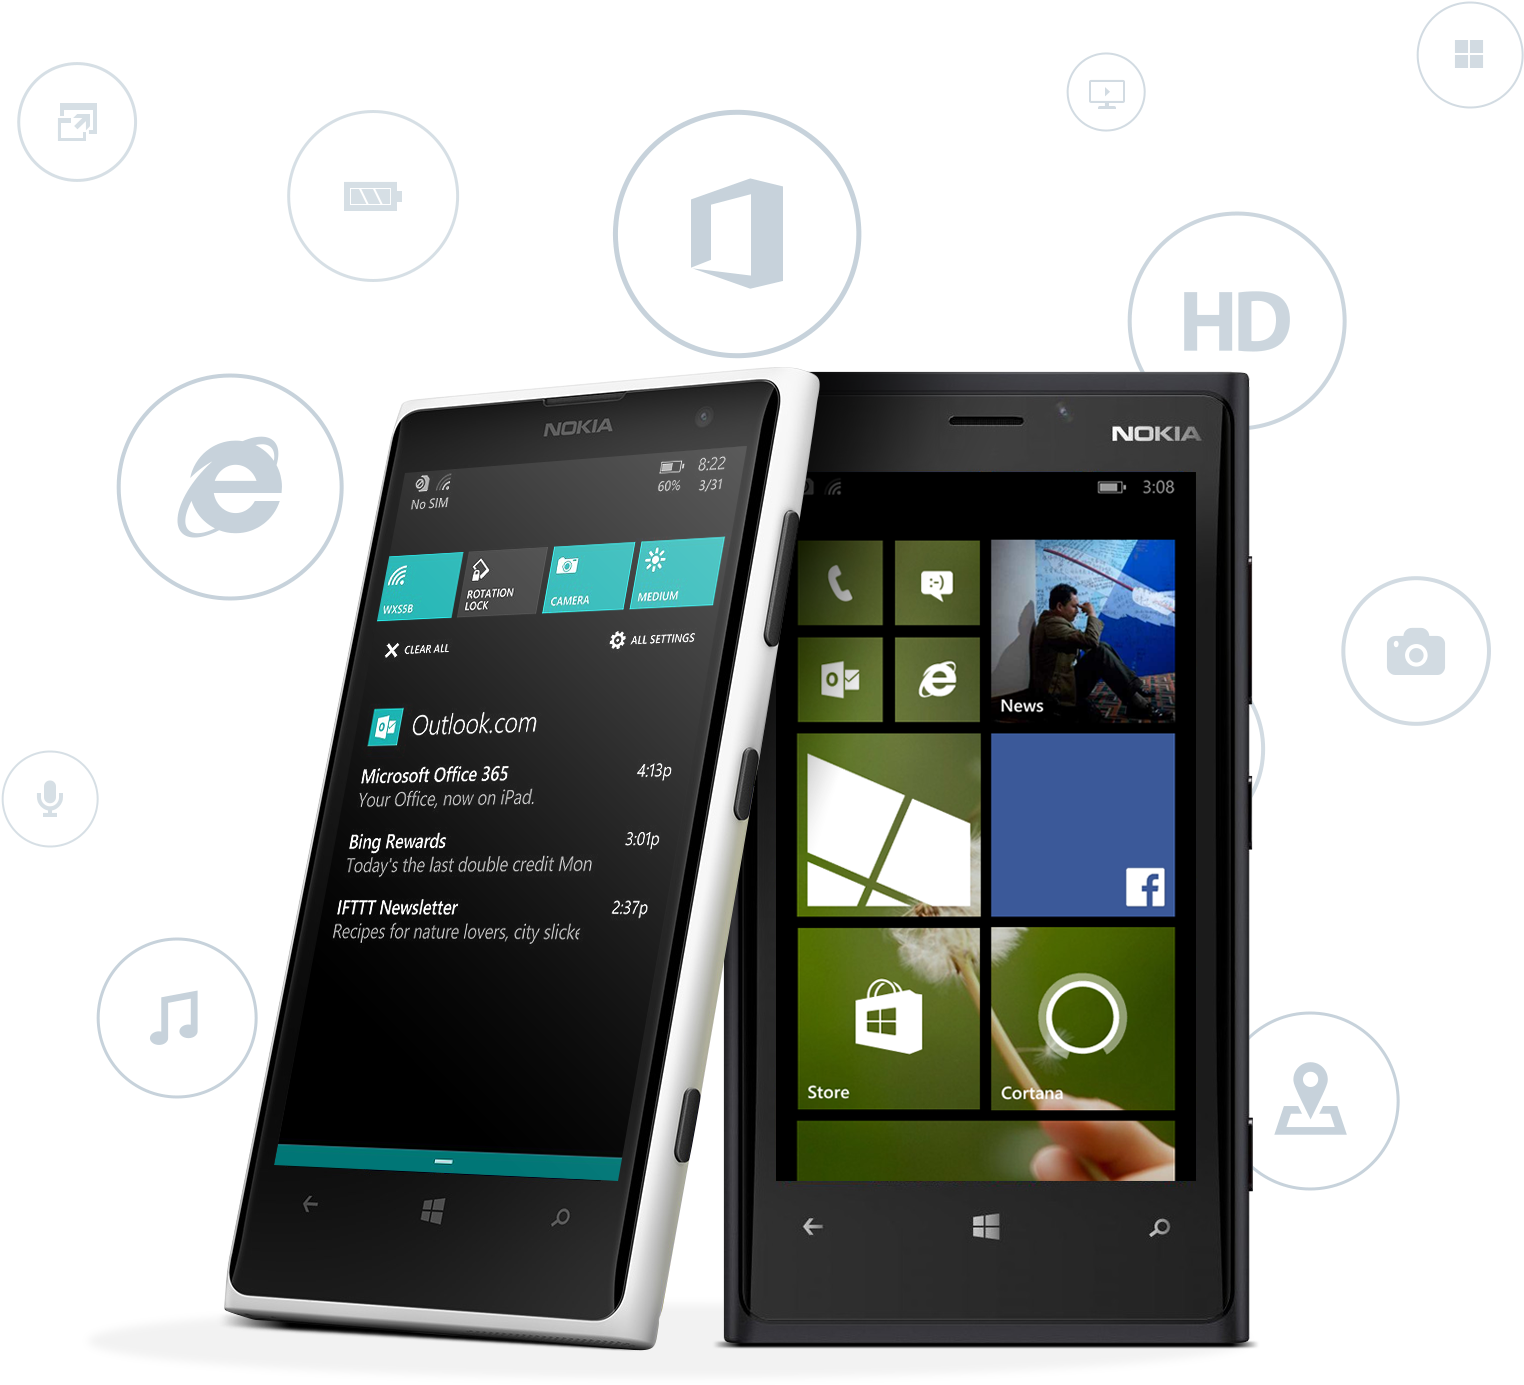 HD
NOKIA
8:22
60% 3/31
No SIM
WXS5B
ROTATION
LOCK
CAMERA
MEDIUM
CLEAR ALL
ALL SETTINGS
Outlook.com
Microsoft Office 365 4:13p
Your Office, now on iPad.
Bing Rewards 3:01p
Today's the last double credit Mon
IFTTT Newsletter 2:37p
Recipes for nature lovers, city slicke
NOKIA
3:08
:-)
News
Store
Cortana